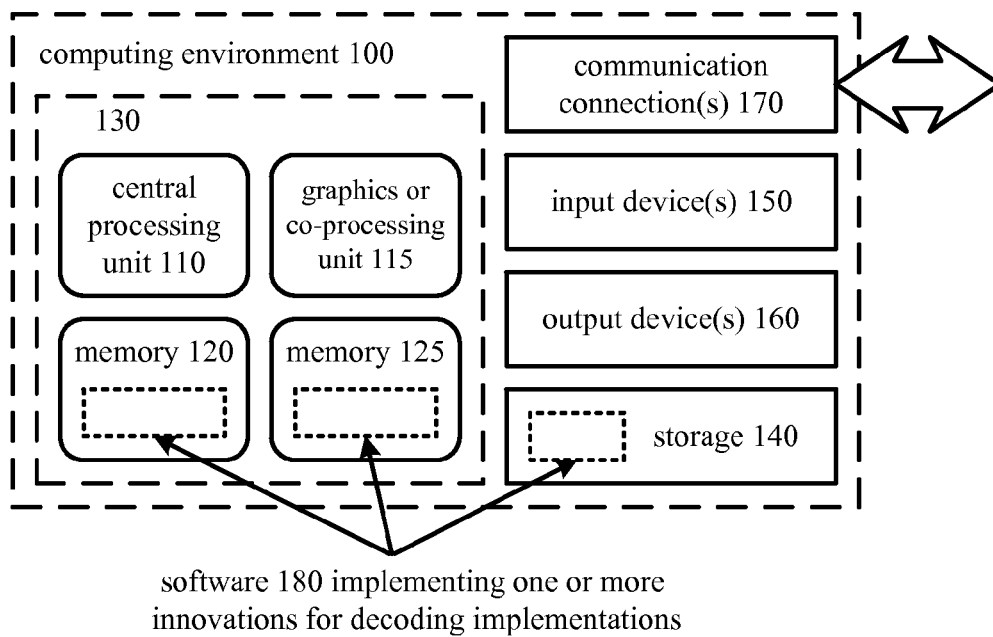 computing environment 100
130
central
processing
unit 110
graphics or
co-processing
unit 115
memory 120
memory 125
communication
connection(s) 170
input device(s) 150
output device(s) 160
storage 140
software 180 implementing one or more
innovations for decoding implementations